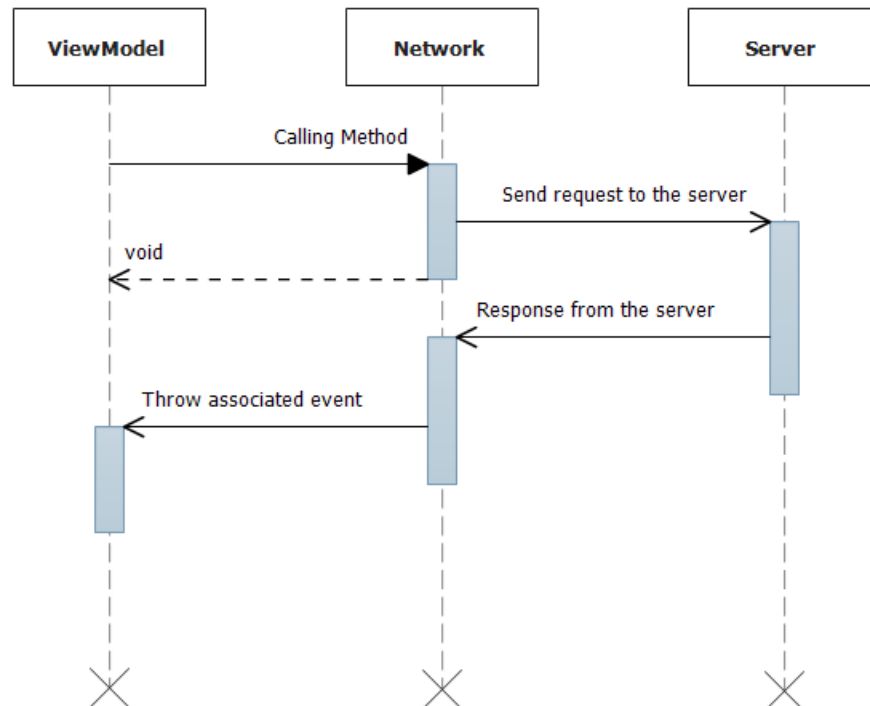 ViewModel
Network
Server
Calling Method
Send request to the server
void
Response from the server
Throw associated event